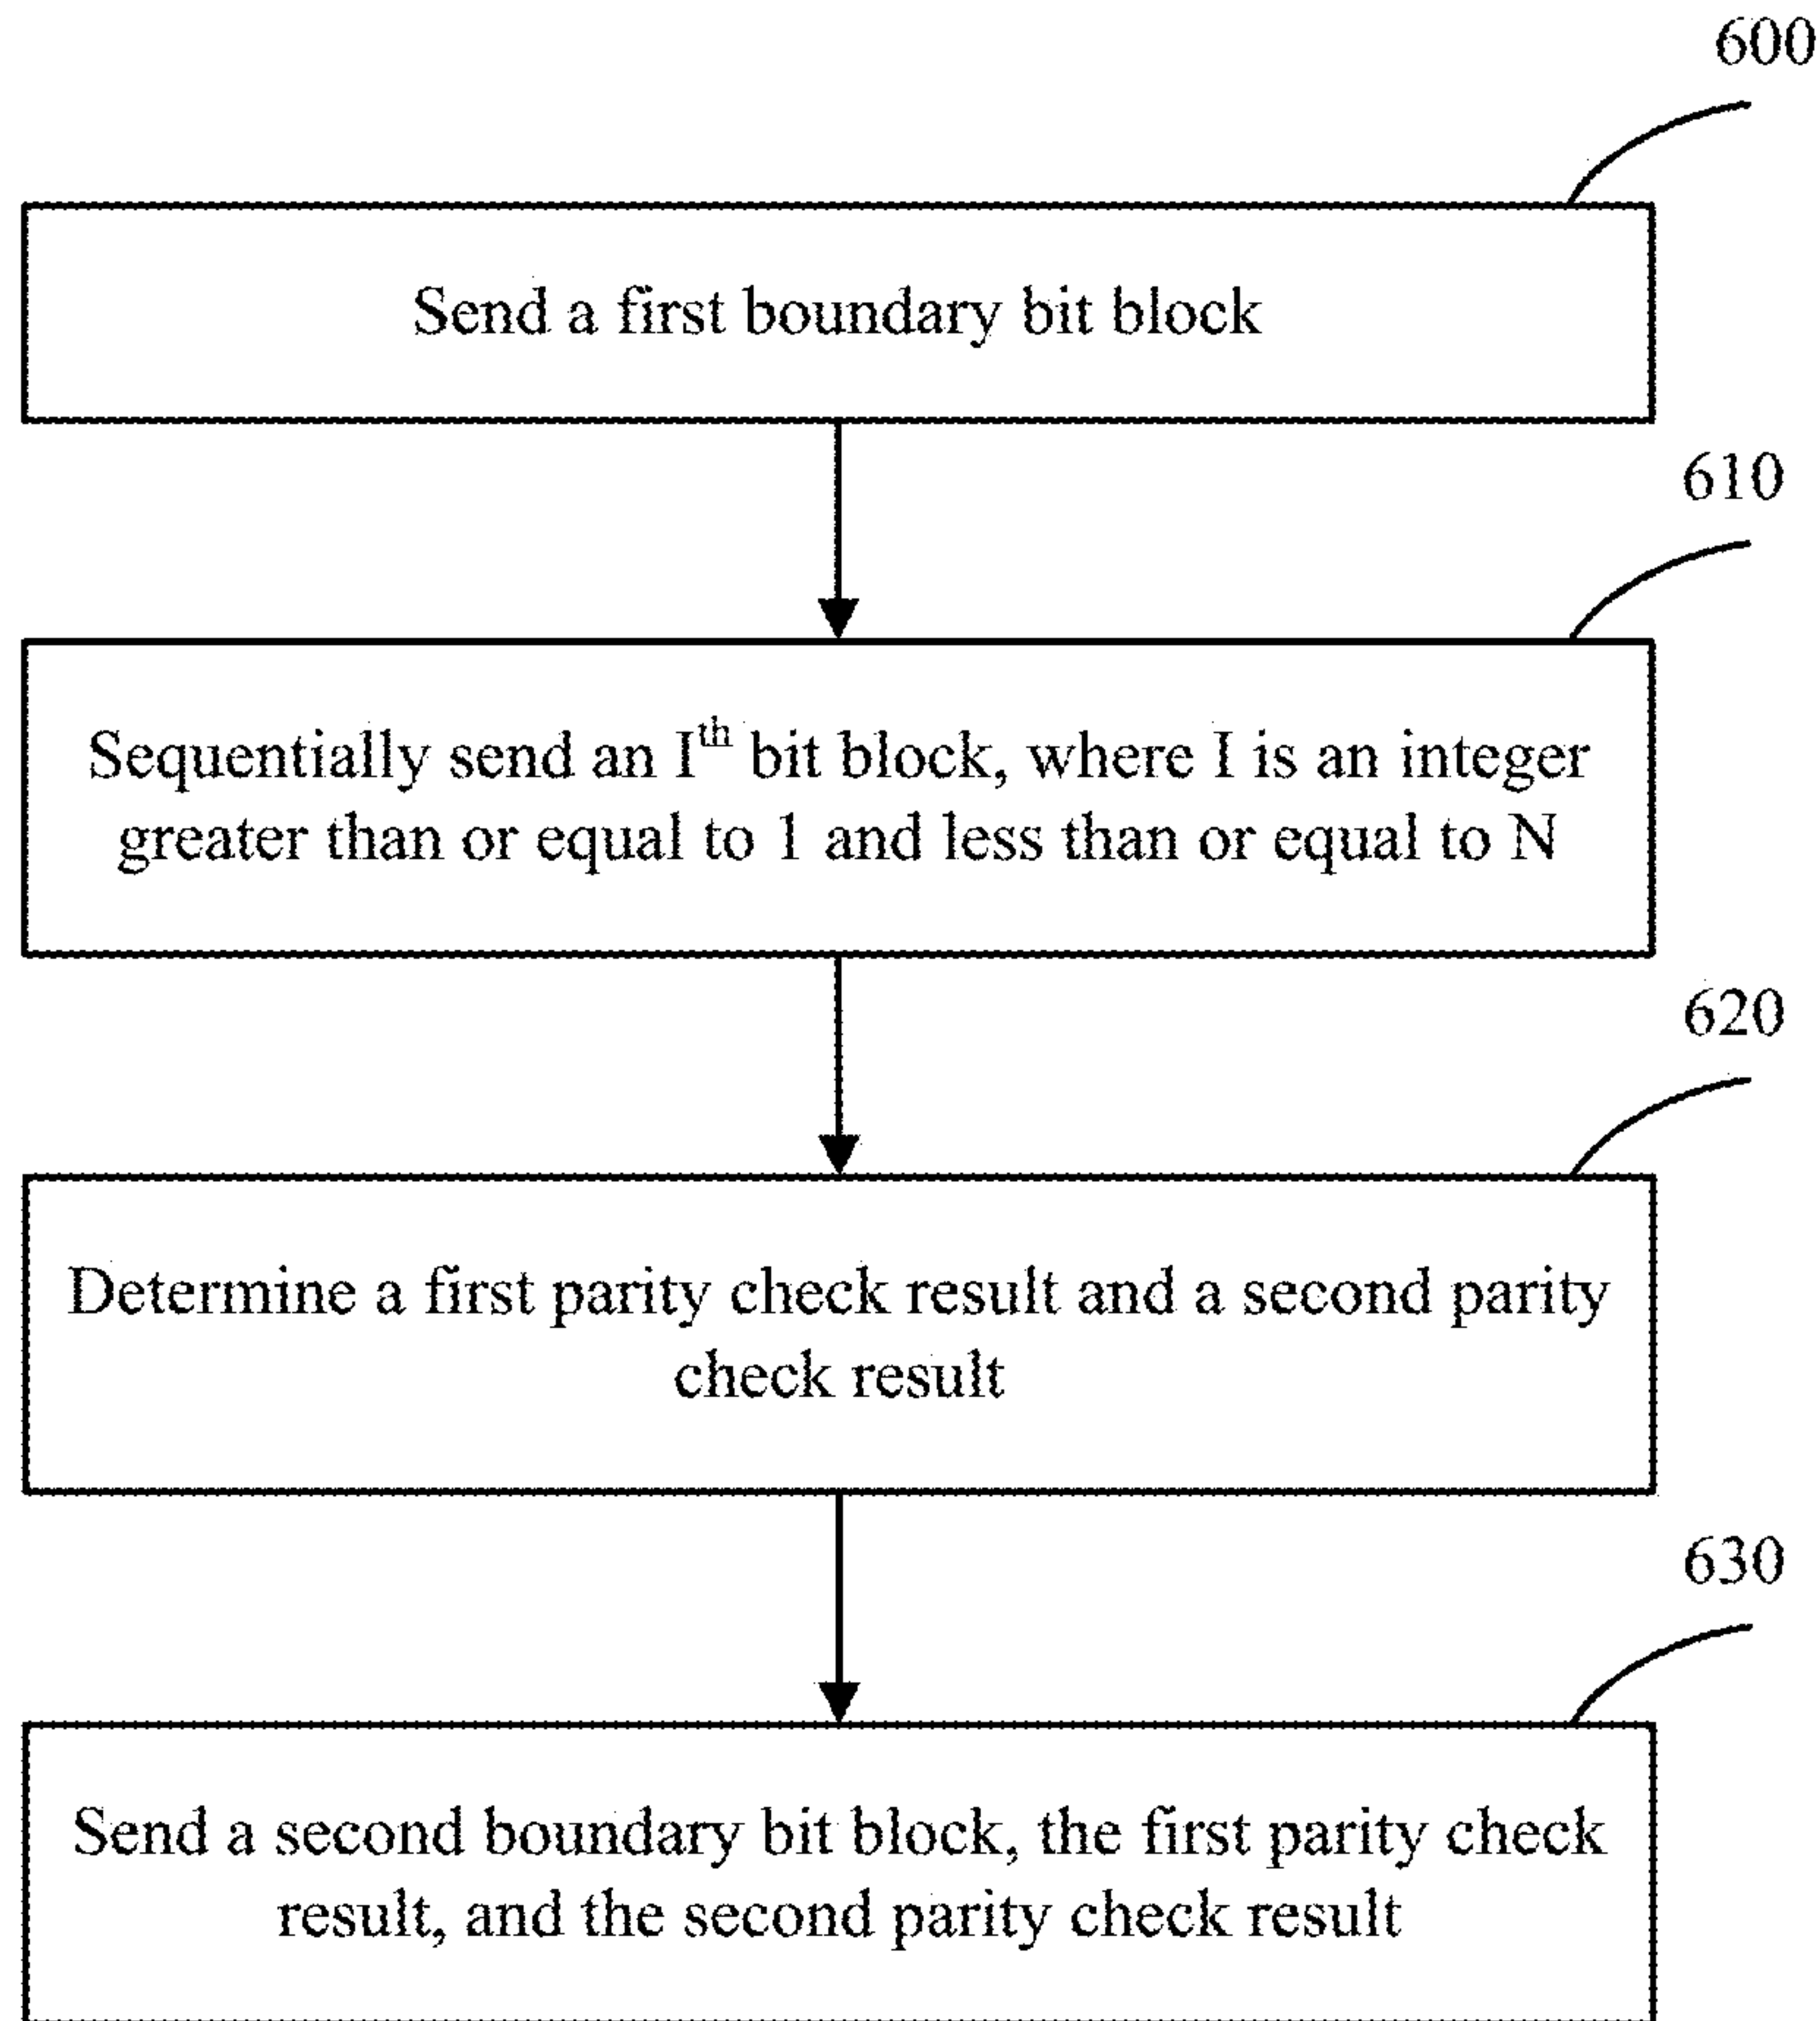 600
Send a first boundary bit block
610
Sequentially send an Ith bit block, where I is an integer
greater than or equal to 1 and less than or equal to N
620
Determine a first parity check result and a second parity
check result
630
Send a second boundary bit block, the first parity check
result, and the second parity check result